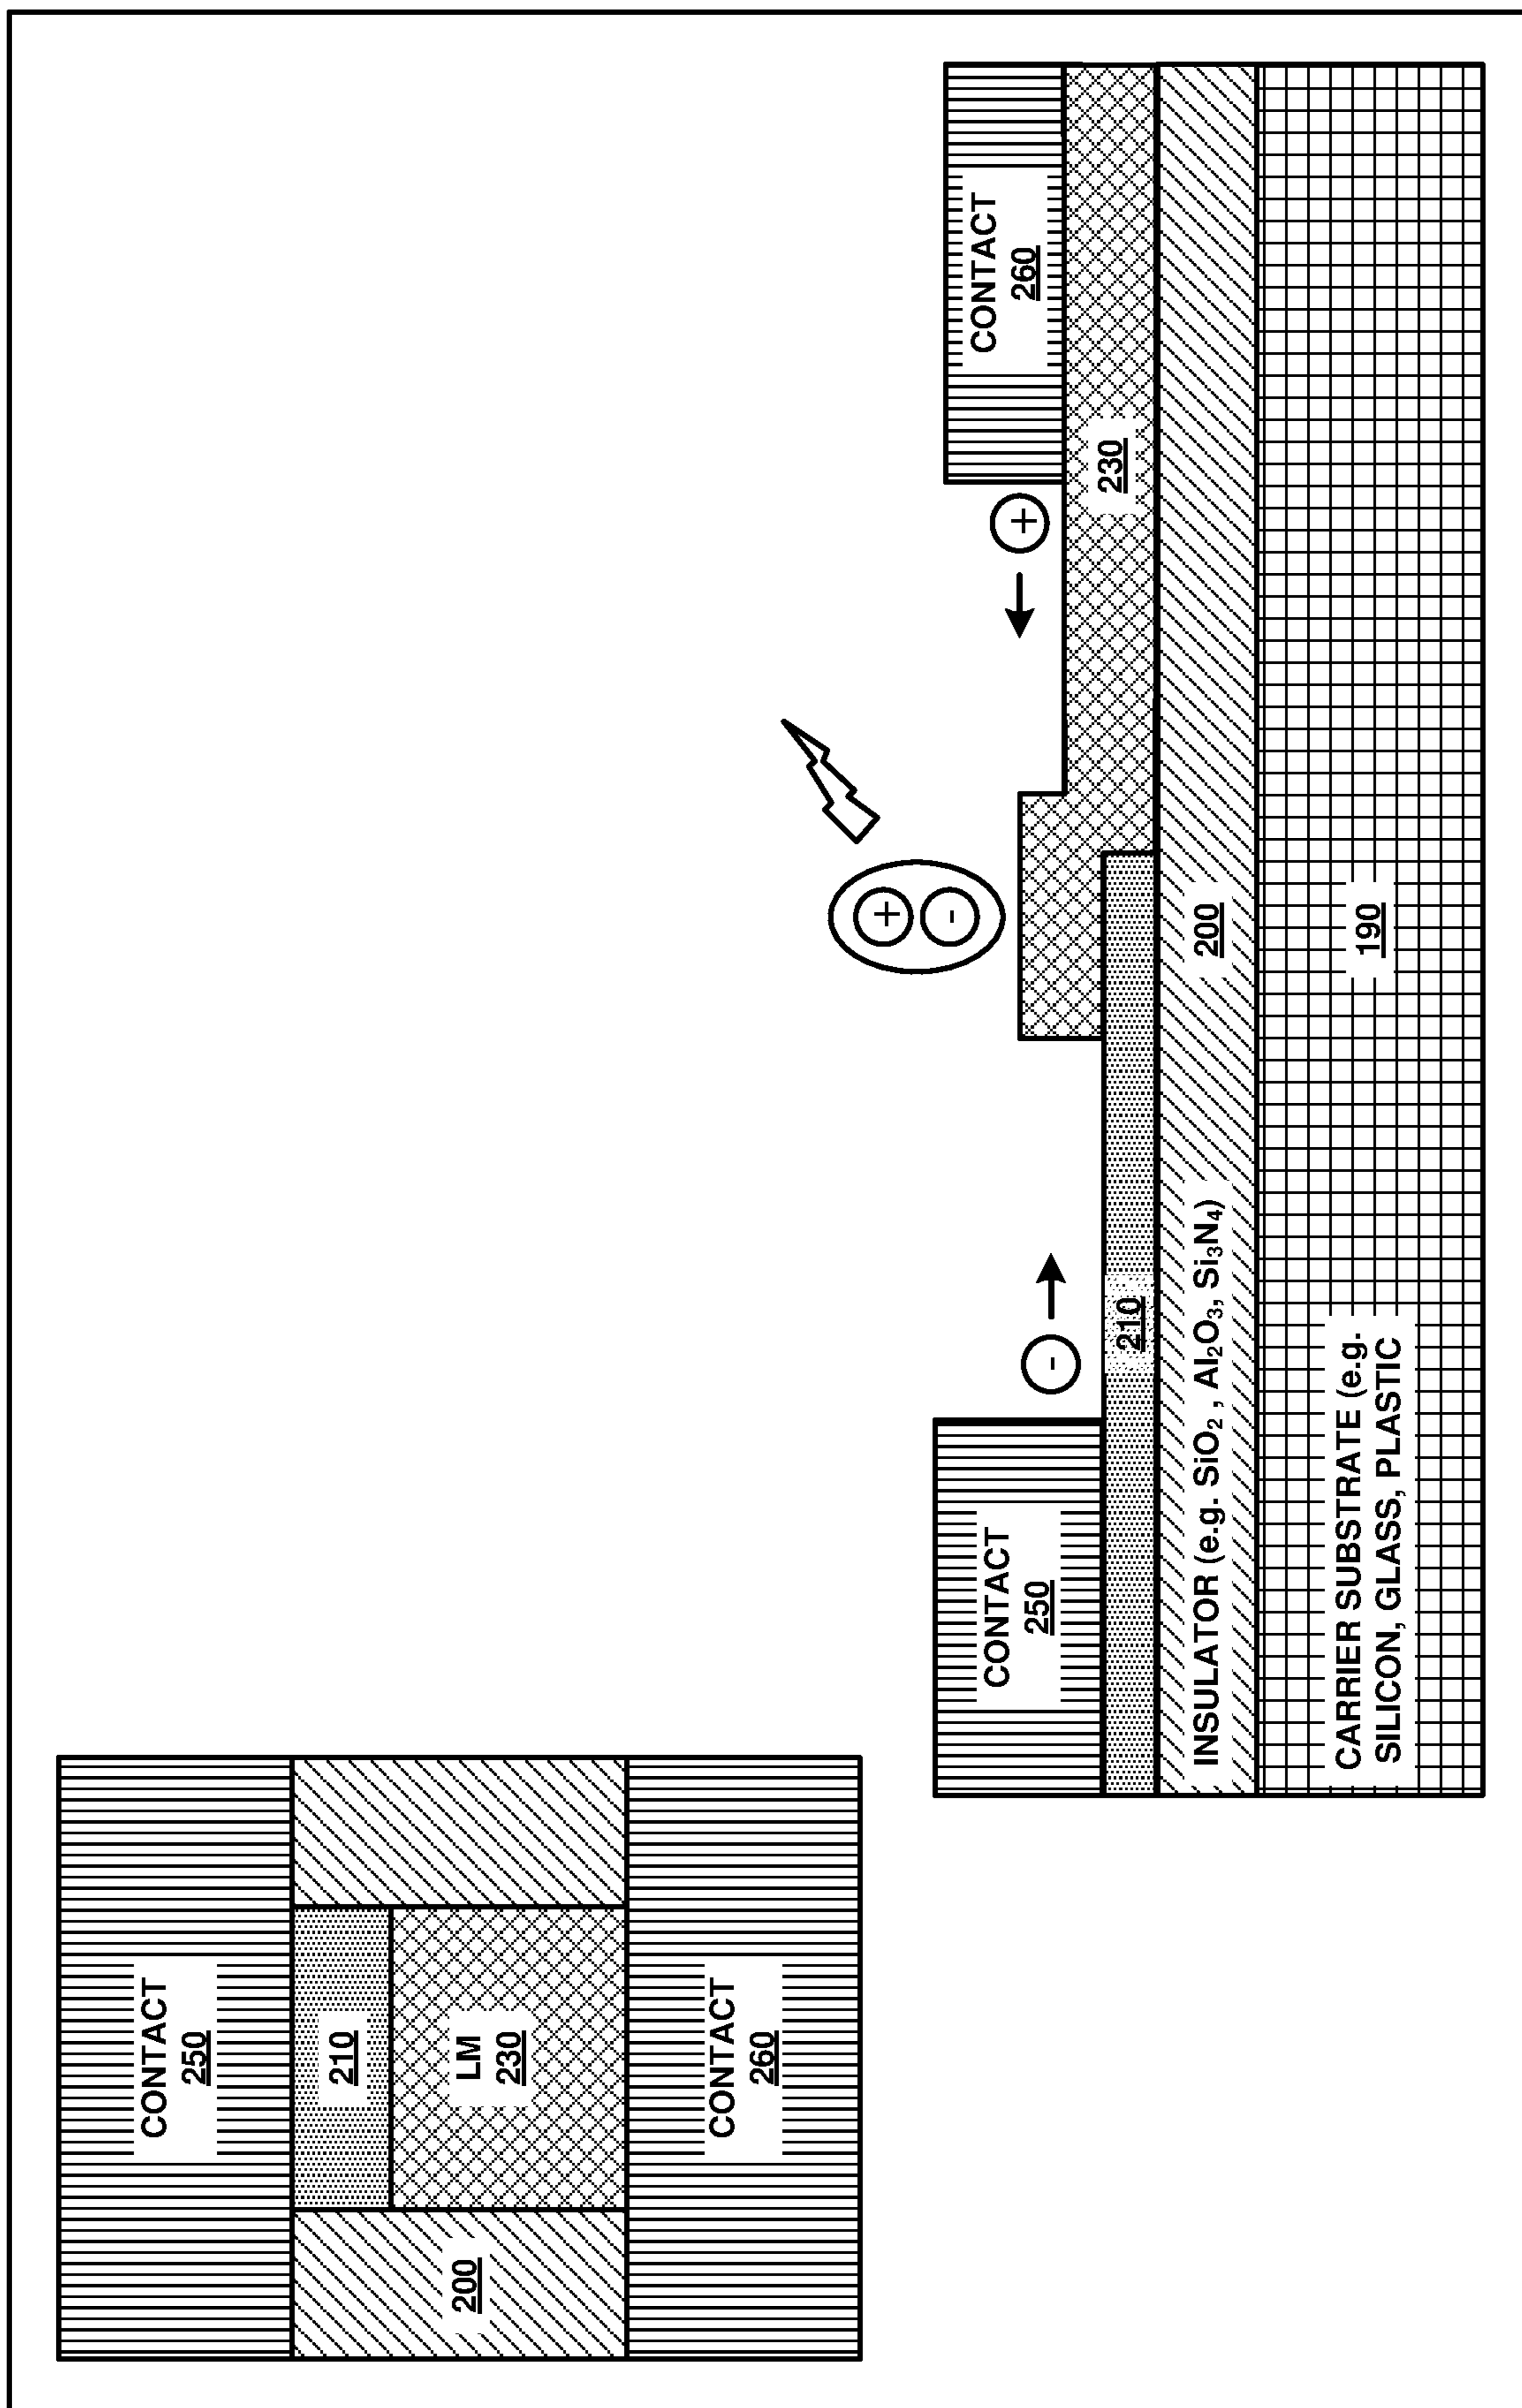 CONTACT
250
210
LM
230
200
CONTACT
260
+
-
-
+
CONTACT
250
CONTACT
260
230
210
INSULATOR (e.g. SiO₂ , Al₂O₃, Si₃N₄)
200
CARRIER SUBSTRATE (e.g.
SILICON, GLASS, PLASTIC
190